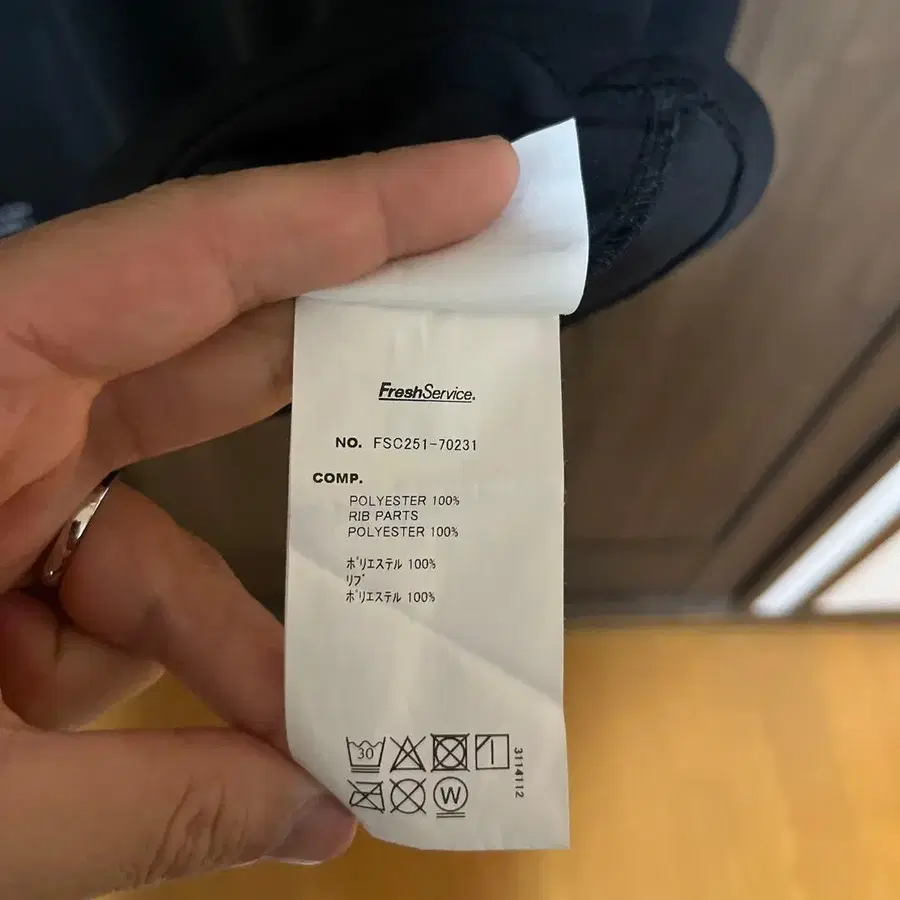 FreshService.
NO. FSC251-70231
COMP.
POLYESTER 100%
RIB PARTS
POLYESTER 100%
ﾎﾟﾘｴｽﾃﾙ 100%
ﾘﾌﾞ
ﾎﾟﾘｴｽﾃﾙ 100%
30
W
3114112